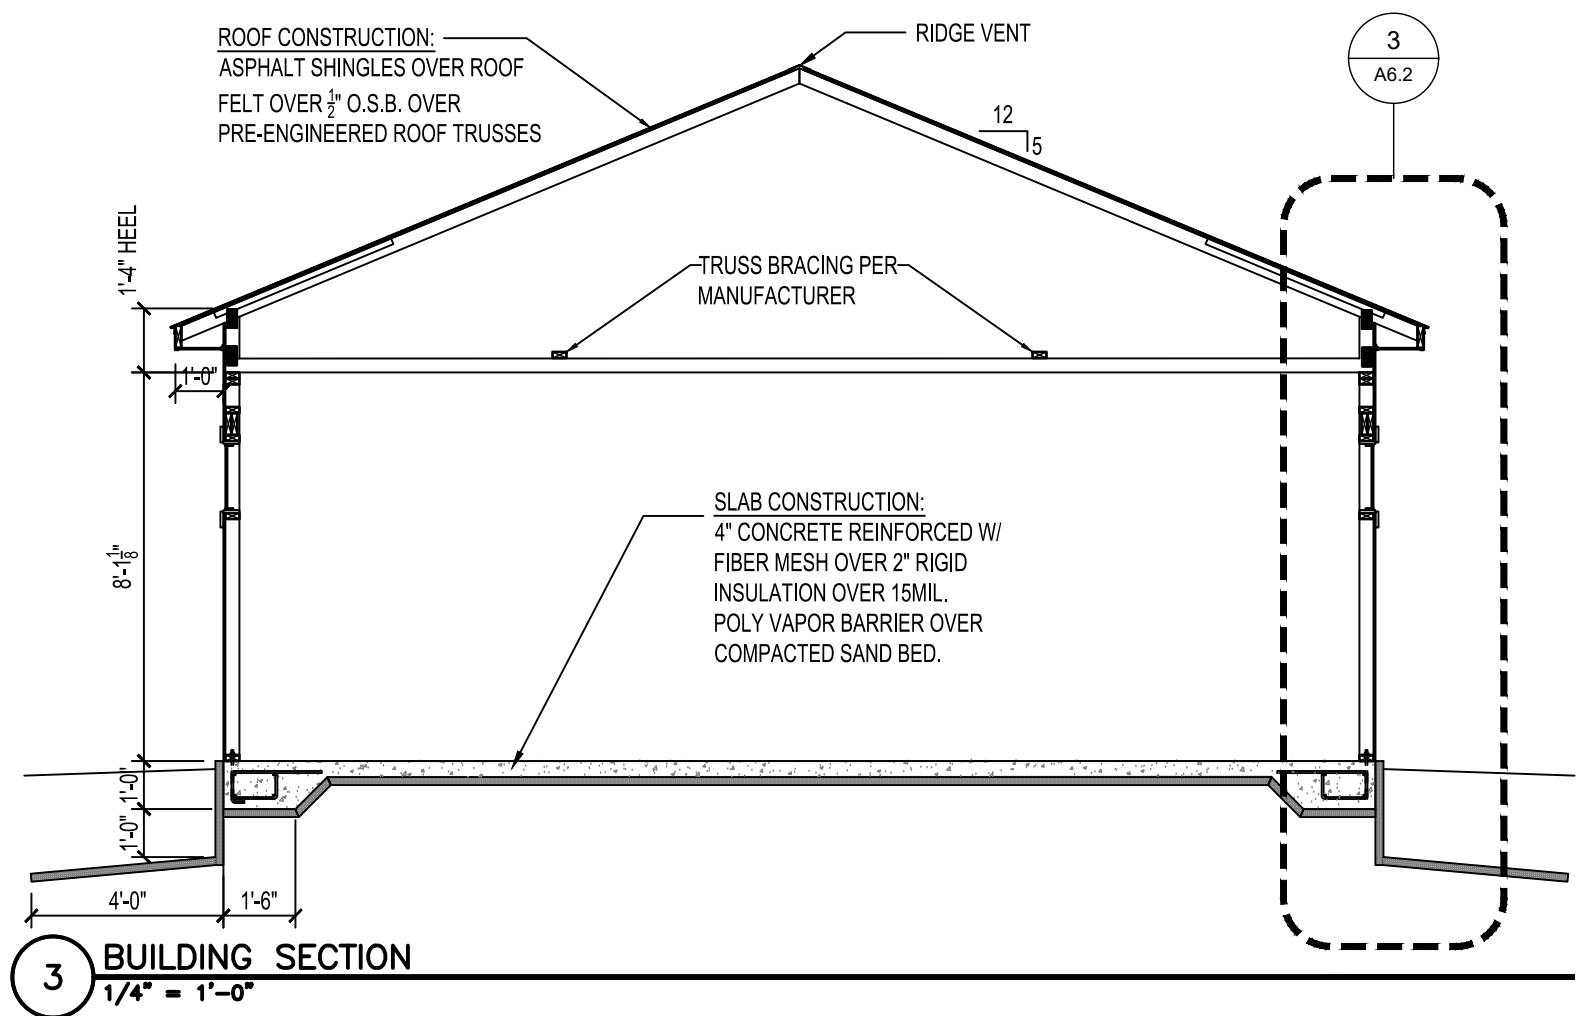 ROOF CONSTRUCTION:
ASPHALT SHINGLES OVER ROOF
FELT OVER 1/2" O.S.B. OVER
PRE-ENGINEERED ROOF TRUSSES
RIDGE VENT
3
A6.2
12
5
1'-4" HEEL
TRUSS BRACING PER
MANUFACTURER
1'-0"
8'-1 1/8"
SLAB CONSTRUCTION:
4" CONCRETE REINFORCED W/
FIBER MESH OVER 2" RIGID
INSULATION OVER 15MIL.
POLY VAPOR BARRIER OVER
COMPACTED SAND BED.
1'-0"
1'-0"
4'-0"
1'-6"
3
BUILDING SECTION
1/4" = 1'-0"